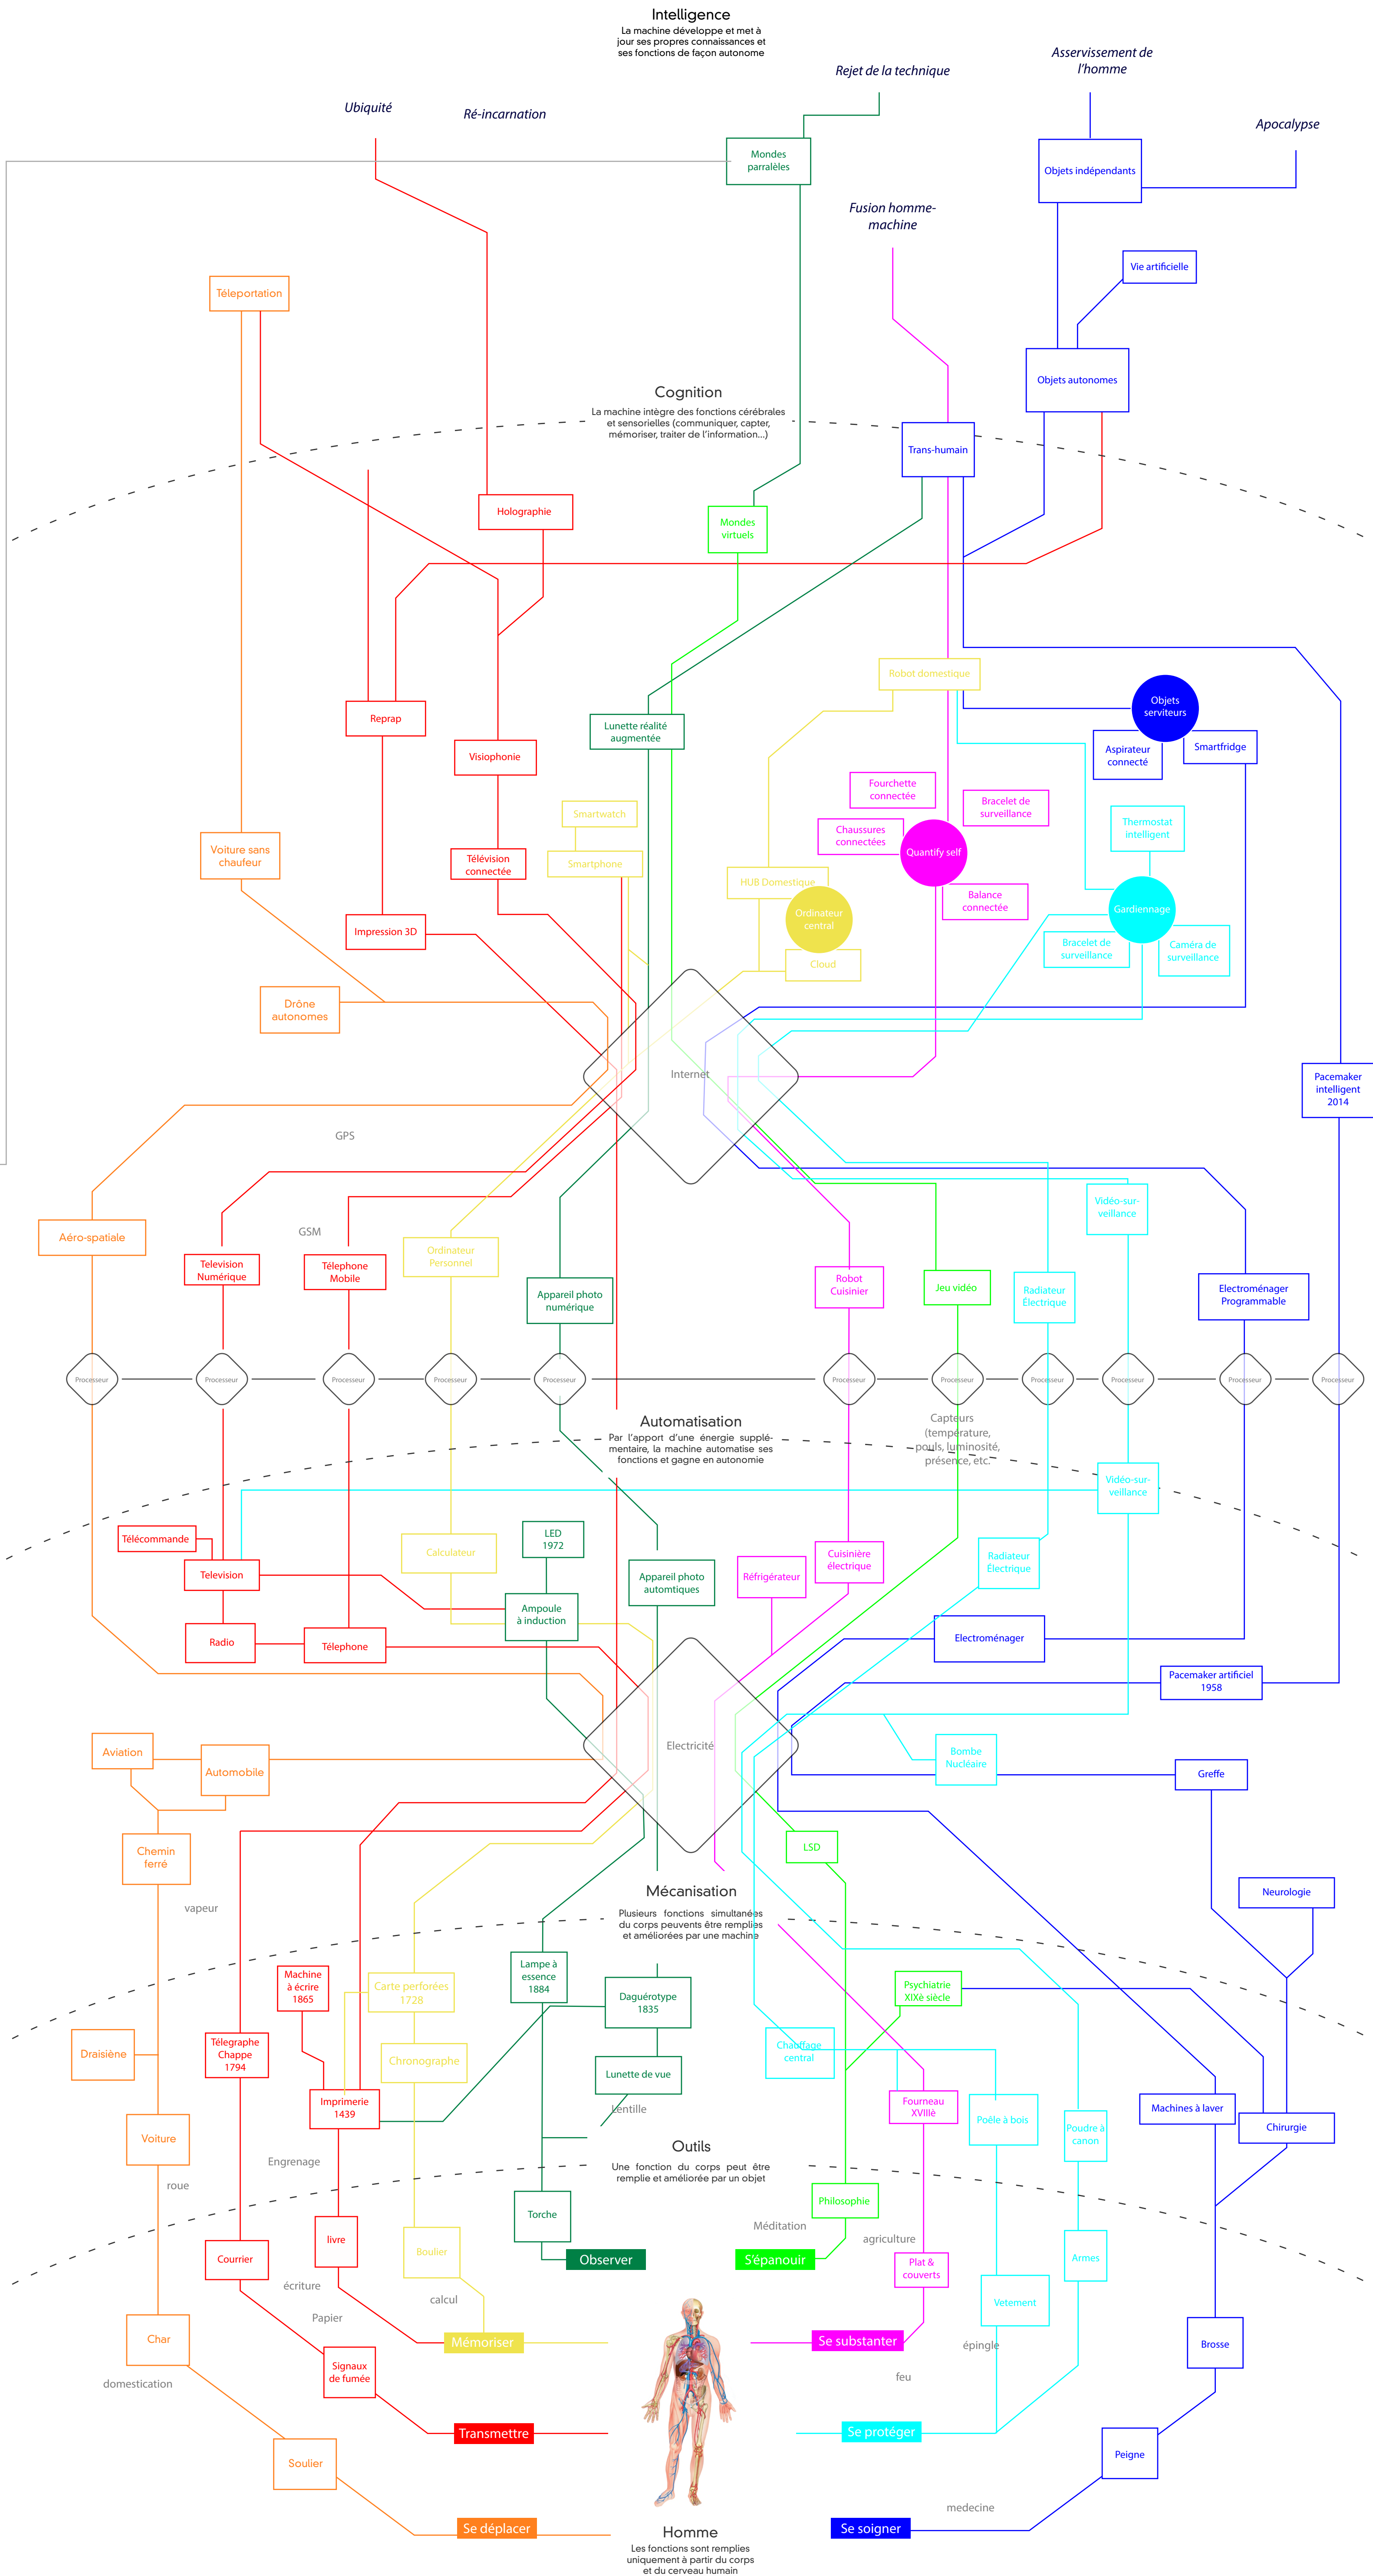 Intelligence
La machine développe et met à
jour ses propres connaissances et
ses fonctions de façon autonome
Asservissement de
l'homme
Rejet de la technique
Ubiquité
Ré-incarnation
Apocalypse
Mondes
parralèles
Objets indépendants
Fusion homme-
machine
Vie artificielle
Téleportation
Objets autonomes
Cognition
La machine intègre des fonctions cérébrales
et sensorielles (communiquer, capter,
mémoriser, traiter de l'information...)
Trans-humain
Holographie
Mondes
virtuels
Robot domestique
Objets
serviteurs
Reprap
Lunette réalité
augmentée
Visiophonie
Aspirateur
connecté
Smartfridge
Fourchette
connectée
Bracelet de
surveillance
Smartwatch
Thermostat
intelligent
Chaussures
connectées
Quantify self
Voiture sans
chaufeur
Télévision
connectée
Smartphone
HUB Domestique
Balance
connectée
Ordinateur
central
Gardiennage
Impression 3D
Bracelet de
surveillance
Caméra de
surveillance
Cloud
Drône
autonomes
Internet
Pacemaker
intelligent
2014
GPS
Vidéo-sur-
veillance
Aéro-spatiale
GSM
Ordinateur
Personnel
Television
Numérique
Télephone
Mobile
Appareil photo
numérique
Robot
Cuisinier
Jeu vidéo
Radiateur
Électrique
Electroménager
Programmable
Processeur
Processeur
Processeur
Processeur
Processeur
Processeur
Processeur
Processeur
Processeur
Processeur
Processeur
Automatisation
Par l'apport d'une énergie supplé-
mentaire, la machine automatise ses
fonctions et gagne en autonomie
Capteurs
(température,
pouls, luminosité,
présence, etc.
Vidéo-sur-
veillance
Télécommande
LED
1972
Calculateur
Cuisinière
électrique
Radiateur
Électrique
Television
Appareil photo
automtiques
Réfrigérateur
Ampoule
à induction
Radio
Télephone
Electroménager
Pacemaker artificiel
1958
Electricité
Aviation
Automobile
Bombe
Nucléaire
Greffe
Chemin
ferré
LSD
Mécanisation
Plusieurs fonctions simultanées
du corps peuvents être remplies
et améliorées par une machine
Neurologie
vapeur
Machine
à écrire
1865
Carte perforées
1728
Lampe à
essence
1884
Daguérotype
1835
Psychiatrie
XIXè siècle
Draisiène
Télegraphe
Chappe
1794
Chronographe
Chauffage
central
Lunette de vue
Imprimerie
1439
Lentille
Fourneau
XVIIIè
Poêle à bois
Poudre à
canon
Machines à laver
Chirurgie
Voiture
Engrenage
Outils
Une fonction du corps peut être
remplie et améliorée par un objet
roue
Torche
Philosophie
Méditation
agriculture
livre
Courrier
Boulier
Observer
S'épanouir
Plat &
couverts
Armes
écriture
calcul
Papier
Vetement
Char
Mémoriser
Se substanter
épingle
Brosse
domestication
Signaux
de fumée
feu
Transmettre
Se protéger
Soulier
Peigne
medecine
Se déplacer
Se soigner
Homme
Les fonctions sont remplies
uniquement à partir du corps
et du cerveau humain